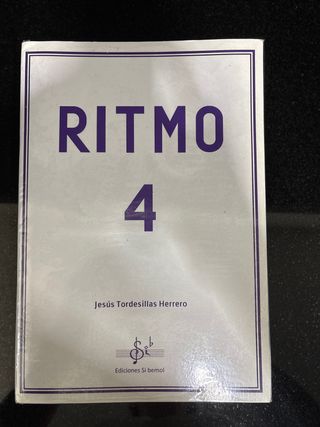 RITMO
4
Jesús Tordesillas Herrero
Ediciones Si bemol